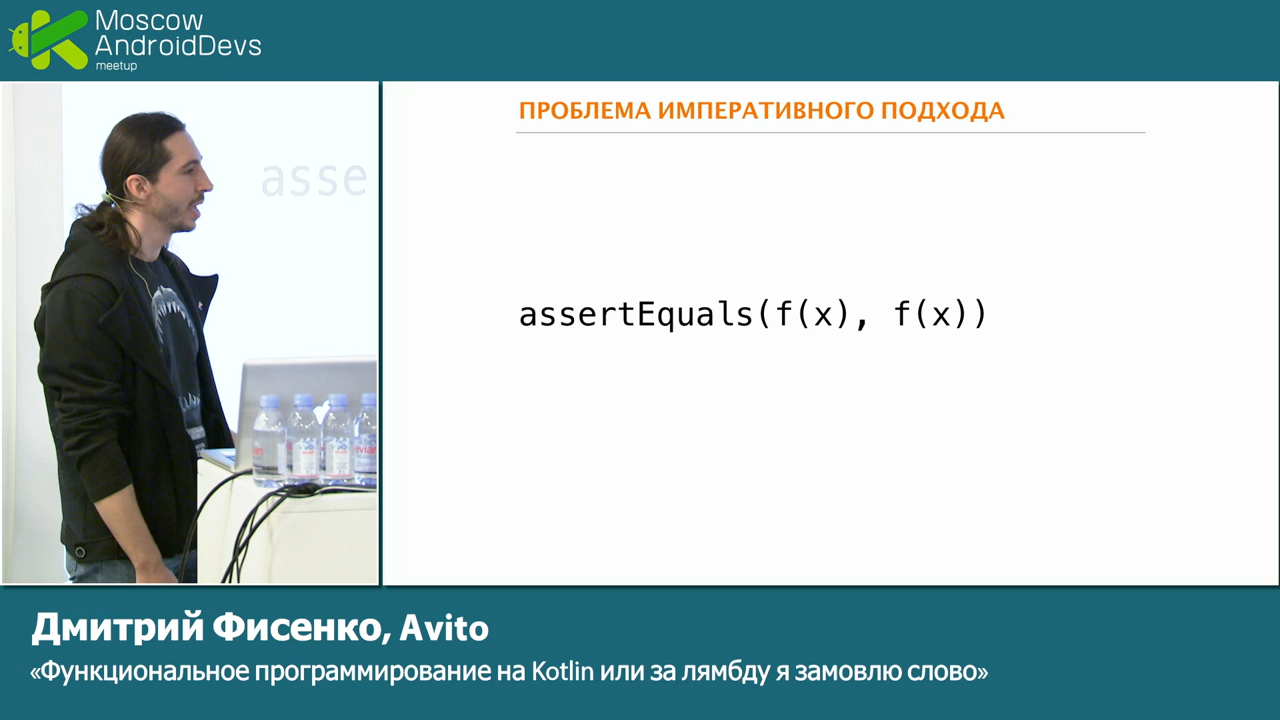 Moscow
AndroidDevs
meetup
asse
ПРОБЛЕМА ИМПЕРАТИВНОГО ПОДХОДА
assertEquals(f(x), f(x))
evian
Дмитрий Фисенко, Avito
«Функциональное программирование на Kotlin или за лямбду я замовлю слово»